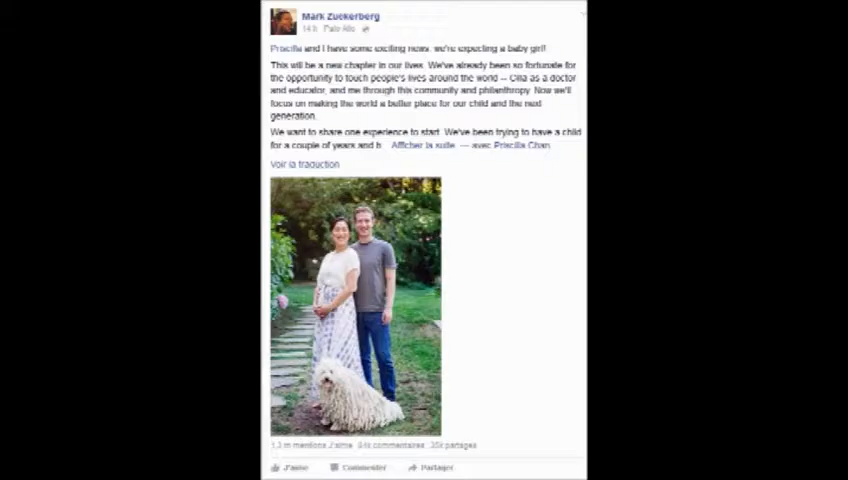 Mark Zuckerberg
14 h · Palo Alto
Priscilla and I have some exciting news: we're expecting a baby girl!
This will be a new chapter in our lives. We've already been so fortunate for
the opportunity to touch people's lives around the world -- Cilla as a doctor
and educator, and me through this community and philanthropy. Now we'll
focus on making the world a better place for our child and the next
generation.
We want to share one experience to start. We've been trying to have a child
for a couple of years and h... Afficher la suite — avec Priscilla Chan.
Voir la traduction
mentions J'aime commentaires partages
J'aime Commenter Partager